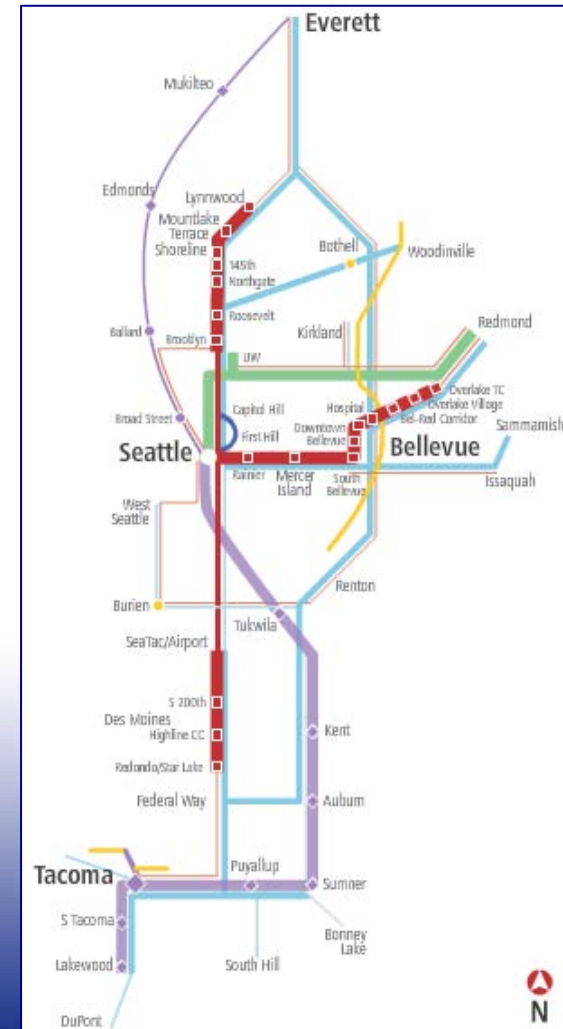 Everett
Mukilteo
Edmonds
Lynnwood
Mountlake
Terrace
Shoreline
145th
Northgate
Bothell
Woodinville
Roosevelt
Ballard
Brooklyn
Kirkland
Redmond
UW
Overlake TC
Overlake Village
Bel-Red Corridor
Hospital
Capitol Hill
Broad Street
First Hill
Downtown
Bellevue
Sammamish
Seattle
Bellevue
Rainier
Mercer
Island
South
Bellevue
Issaquah
West
Seattle
Renton
Burien
Tukwila
SeaTac/Airport
S 200th
Des Moines
Highline CC
Kent
Redondo/Star Lake
Federal Way
Auburn
Tacoma
Puyallup
Sumner
S Tacoma
Bonney
Lake
Lakewood
South Hill
DuPont
N